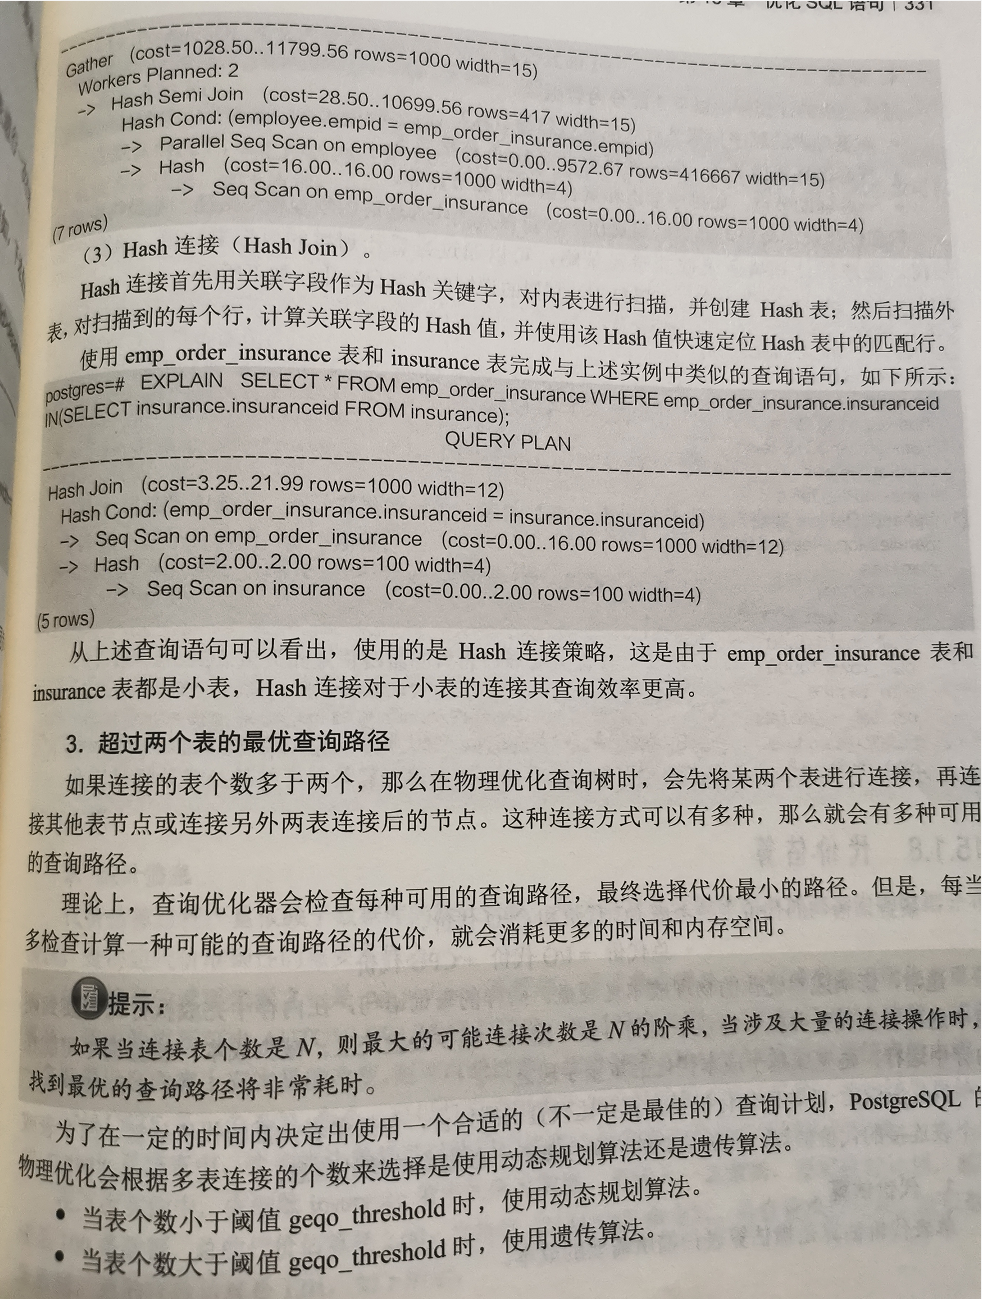 优化 SQL 语句 | 331
Gather (cost=1028.50..11799.56 rows=1000 width=15)
Workers Planned: 2
-> Hash Semi Join (cost=28.50..10699.56 rows=417 width=15)
Hash Cond: (employee.empid = emp_order_insurance.empid)
-> Parallel Seq Scan on employee (cost=0.00..9572.67 rows=416667 width=15)
-> Hash (cost=16.00..16.00 rows=1000 width=4)
-> Seq Scan on emp_order_insurance (cost=0.00..16.00 rows=1000 width=4)
(7 rows)
（3）Hash 连接（Hash Join）。
Hash 连接首先用关联字段作为 Hash 关键字，对内表进行扫描，并创建 Hash 表；然后扫描外
表，对扫描到的每个行，计算关联字段的 Hash 值，并使用该 Hash 值快速定位 Hash 表中的匹配行。
使用 emp_order_insurance 表和 insurance 表完成与上述实例中类似的查询语句，如下所示：
postgres=# EXPLAIN SELECT * FROM emp_order_insurance WHERE emp_order_insurance.insuranceid
IN(SELECT insurance.insuranceid FROM insurance);
QUERY PLAN
Hash Join (cost=3.25..21.99 rows=1000 width=12)
Hash Cond: (emp_order_insurance.insuranceid = insurance.insuranceid)
-> Seq Scan on emp_order_insurance (cost=0.00..16.00 rows=1000 width=12)
-> Hash (cost=2.00..2.00 rows=100 width=4)
-> Seq Scan on insurance (cost=0.00..2.00 rows=100 width=4)
(5 rows)
从上述查询语句可以看出，使用的是 Hash 连接策略，这是由于 emp_order_insurance 表和
insurance 表都是小表，Hash 连接对于小表的连接其查询效率更高。
3. 超过两个表的最优查询路径
如果连接的表个数多于两个，那么在物理优化查询树时，会先将某两个表进行连接，再连
接其他表节点或连接另外两表连接后的节点。这种连接方式可以有多种，那么就会有多种可用
的查询路径。
理论上，查询优化器会检查每种可用的查询路径，最终选择代价最小的路径。但是，每当
多检查计算一种可能的查询路径的代价，就会消耗更多的时间和内存空间。
提示：
如果当连接表个数是 N，则最大的可能连接次数是 N 的阶乘，当涉及大量的连接操作时，
找到最优的查询路径将非常耗时。
为了在一定的时间内决定出使用一个合适的（不一定是最佳的）查询计划，PostgreSQL 的
物理优化会根据多表连接的个数来选择是使用动态规划算法还是遗传算法。
• 当表个数小于阈值 geqo_threshold 时，使用动态规划算法。
• 当表个数大于阈值 geqo_threshold 时，使用遗传算法。